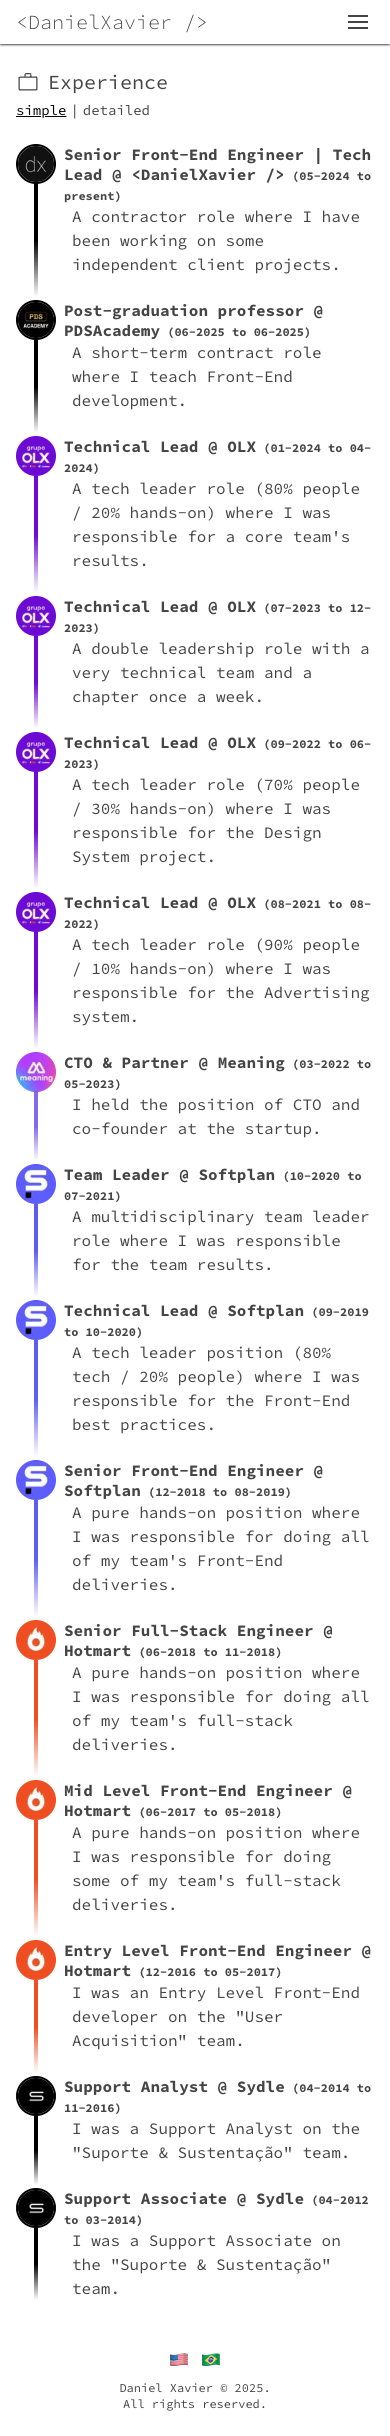 <DanielXavier />
Experience
simple | detailed
dx
Senior Front-End Engineer | Tech
Lead @ <DanielXavier /> (05-2024 to
present)
A contractor role where I have
been working on some
independent client projects.
PDS
ACADEMY
Post-graduation professor @
PDSAcademy (06-2025 to 06-2025)
A short-term contract role
where I teach Front-End
development.
grupo
OLX
Technical Lead @ OLX (01-2024 to 04-
2024)
A tech leader role (80% people
/ 20% hands-on) where I was
responsible for a core team's
results.
grupo
OLX
Technical Lead @ OLX (07-2023 to 12-
2023)
A double leadership role with a
very technical team and a
chapter once a week.
grupo
OLX
Technical Lead @ OLX (09-2022 to 06-
2023)
A tech leader role (70% people
/ 30% hands-on) where I was
responsible for the Design
System project.
grupo
OLX
Technical Lead @ OLX (08-2021 to 08-
2022)
A tech leader role (90% people
/ 10% hands-on) where I was
responsible for the Advertising
system.
meaning
CTO & Partner @ Meaning (03-2022 to
05-2023)
I held the position of CTO and
co-founder at the startup.
Team Leader @ Softplan (10-2020 to
07-2021)
A multidisciplinary team leader
role where I was responsible
for the team results.
Technical Lead @ Softplan (09-2019
to 10-2020)
A tech leader position (80%
tech / 20% people) where I was
responsible for the Front-End
best practices.
Senior Front-End Engineer @
Softplan (12-2018 to 08-2019)
A pure hands-on position where
I was responsible for doing all
of my team's Front-End
deliveries.
Senior Full-Stack Engineer @
Hotmart (06-2018 to 11-2018)
A pure hands-on position where
I was responsible for doing all
of my team's full-stack
deliveries.
Mid Level Front-End Engineer @
Hotmart (06-2017 to 05-2018)
A pure hands-on position where
I was responsible for doing
some of my team's full-stack
deliveries.
Entry Level Front-End Engineer @
Hotmart (12-2016 to 05-2017)
I was an Entry Level Front-End
developer on the "User
Acquisition" team.
Support Analyst @ Sydle (04-2014 to
11-2016)
I was a Support Analyst on the
"Suporte & Sustentação" team.
Support Associate @ Sydle (04-2012
to 03-2014)
I was a Support Associate on
the "Suporte & Sustentação"
team.
Daniel Xavier © 2025.
All rights reserved.